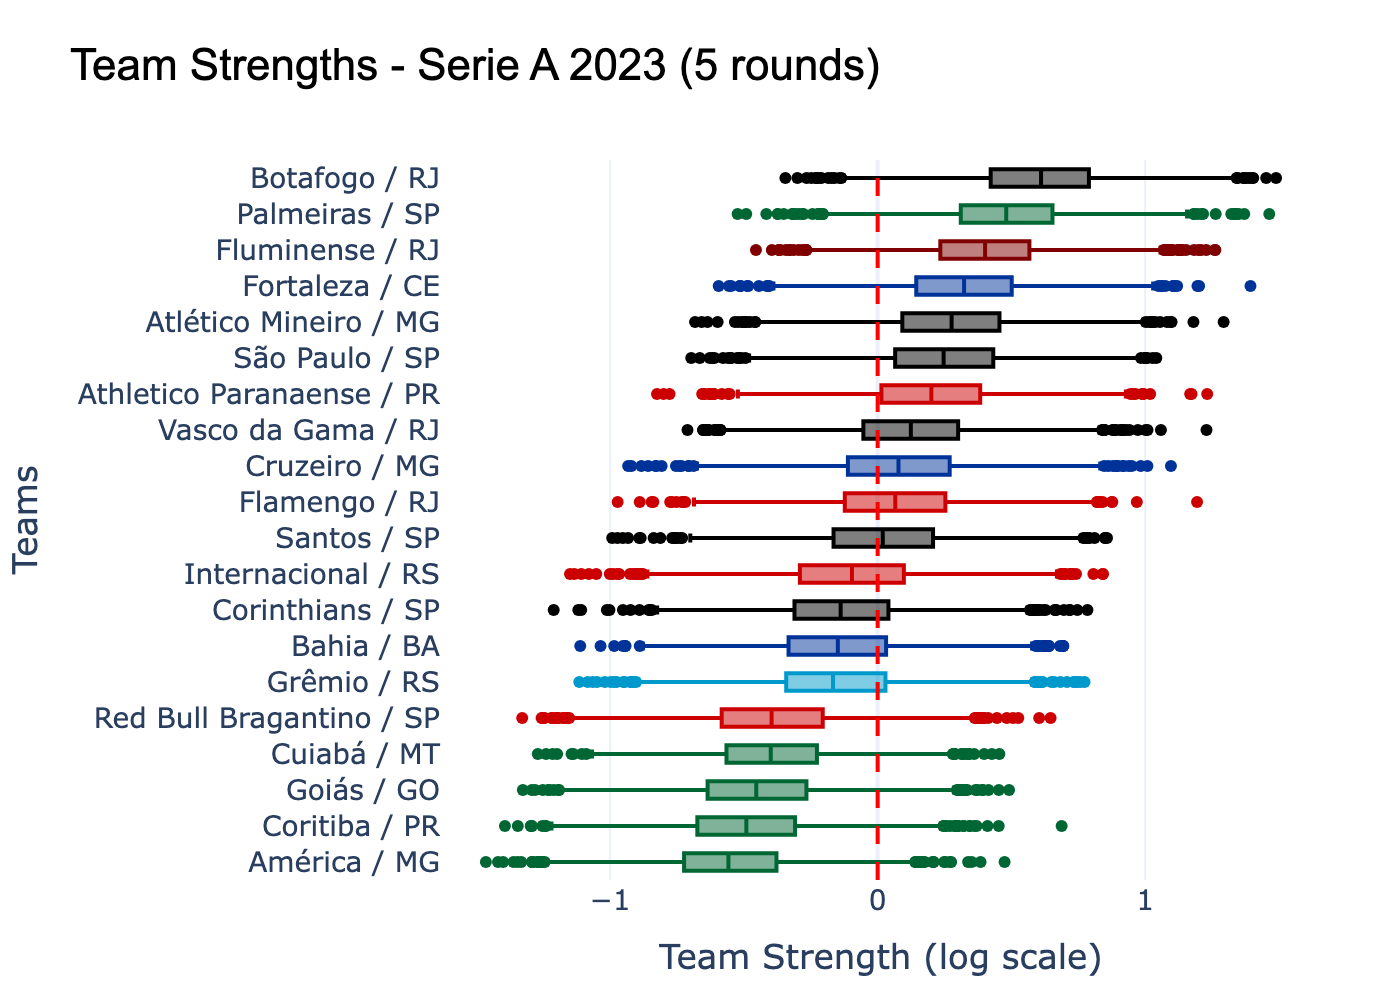 Team Strengths - Serie A 2023 (5 rounds)
Botafogo / RJ
Palmeiras / SP
Fluminense / RJ
Fortaleza / CE
Atlético Mineiro / MG
São Paulo / SP
Athletico Paranaense / PR
Vasco da Gama / RJ
Cruzeiro / MG
Flamengo / RJ
Santos / SP
Internacional / RS
Corinthians / SP
Bahia / BA
Grêmio / RS
Red Bull Bragantino / SP
Cuiabá / MT
Goiás / GO
Coritiba / PR
América / MG
Teams
−1 0 1
Team Strength (log scale)